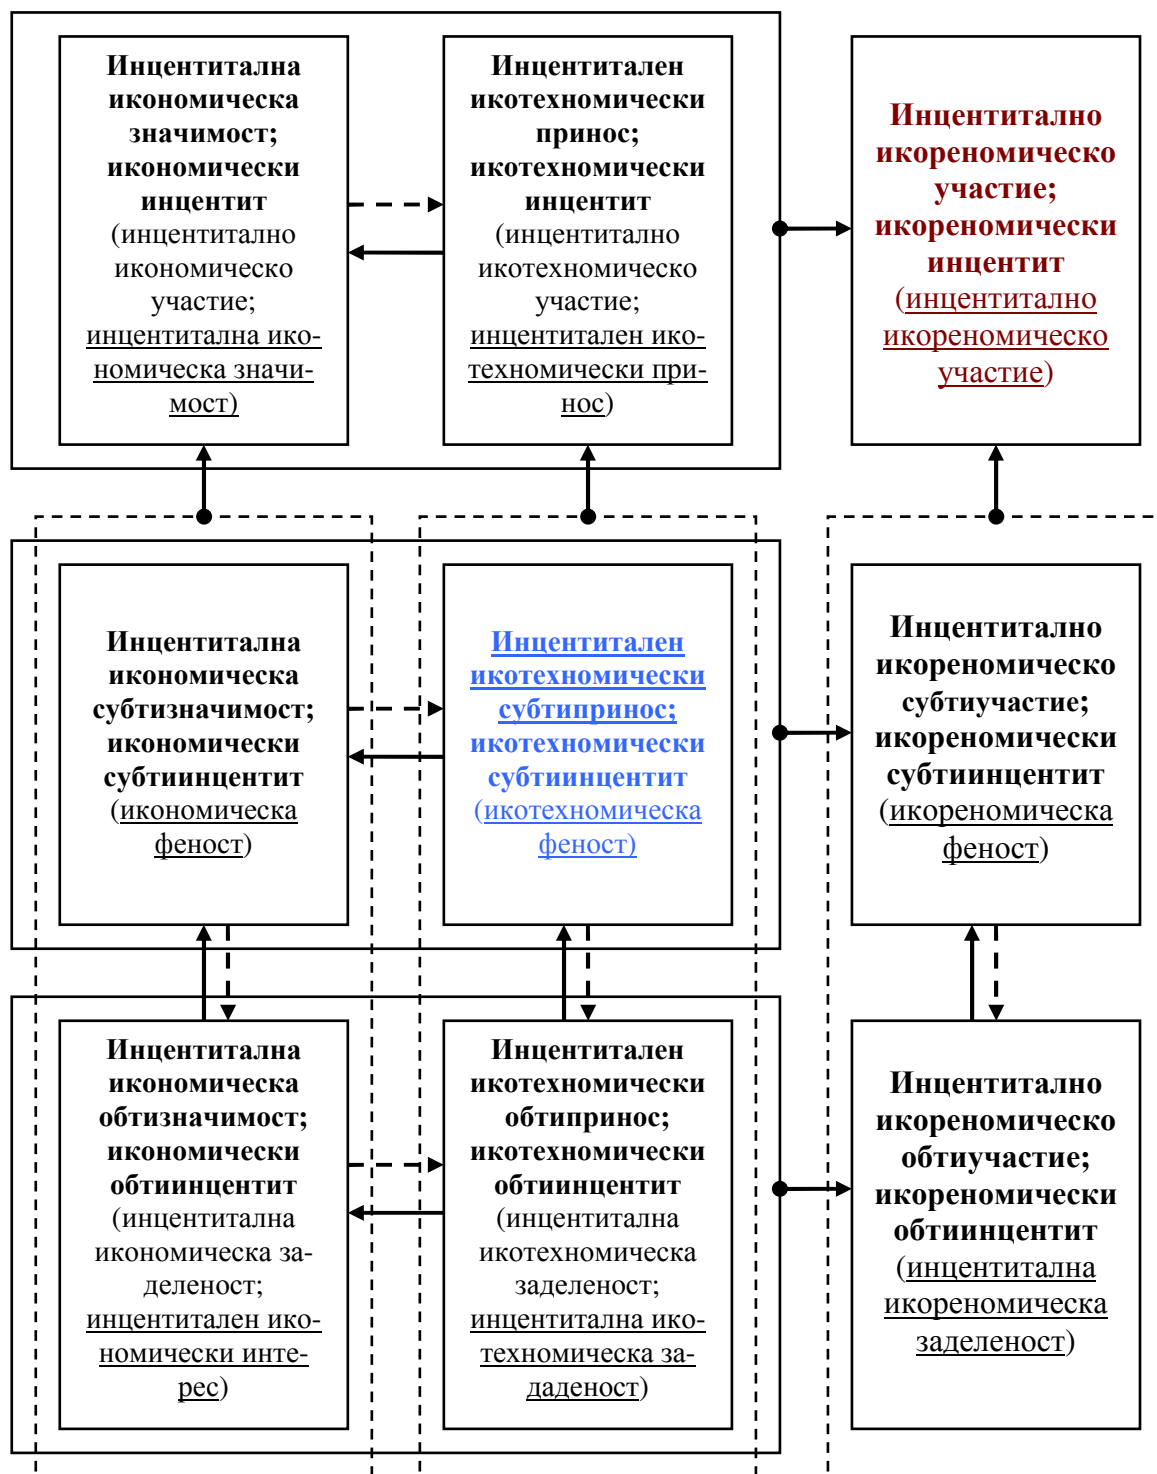 Инцентитална
икономическа
значимост;
икономически
инцентит
(инцентитално
икономическо
участие;
инцентитална ико-
номическа значи-
мост)
Инцентитален
икотехномически
принос;
икотехномически
инцентит
(инцентитално
икотехномическо
участие;
инцентитален ико-
техномически при-
нос)
Инцентитално
икореномическо
участие;
икореномически
инцентит
(инцентитално
икореномическо
участие)
Инцентитална
икономическа
субтизначимост;
икономически
субтиинцентит
(икономическа
феност)
Инцентитален
икотехномически
субтипринос;
икотехномически
субтиинцентит
(икотехномическа
феност)
Инцентитално
икореномическо
субтиучастие;
икореномически
субтиинцентит
(икореномическа
феност)
Инцентитална
икономическа
обтизначимост;
икономически
обтиинцентит
(инцентитална
икономическа за-
деленост;
инцентитален ико-
номически инте-
рес)
Инцентитален
икотехномически
обтипринос;
икотехномически
обтиинцентит
(инцентитална
икотехномическа
заделеност;
инцентитална ико-
техномическа за-
даденост)
Инцентитално
икореномическо
обтиучастие;
икореномически
обтиинцентит
(инцентитална
икореномическа
заделеност)